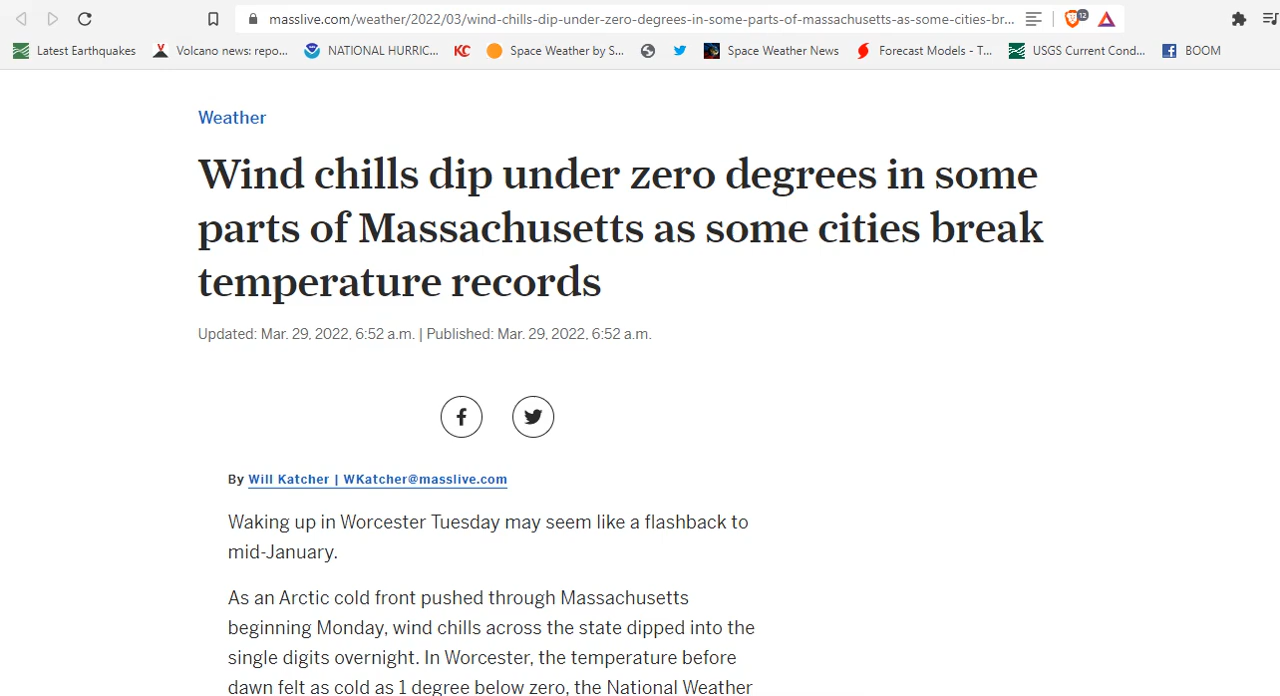 masslive.com/weather/2022/03/wind-chills-dip-under-zero-degrees-in-some-parts-of-massachusetts-as-some-cities-br...
12
Latest Earthquakes Volcano news: repo... NATIONAL HURRIC... KC Space Weather by S... Space Weather News Forecast Models - T... USGS Current Cond... BOOM
Weather
Wind chills dip under zero degrees in some
parts of Massachusetts as some cities break
temperature records
Updated: Mar. 29, 2022, 6:52 a.m. | Published: Mar. 29, 2022, 6:52 a.m.
By Will Katcher | WKatcher@masslive.com
Waking up in Worcester Tuesday may seem like a flashback to
mid-January.
As an Arctic cold front pushed through Massachusetts
beginning Monday, wind chills across the state dipped into the
single digits overnight. In Worcester, the temperature before
dawn felt as cold as 1 degree below zero, the National Weather